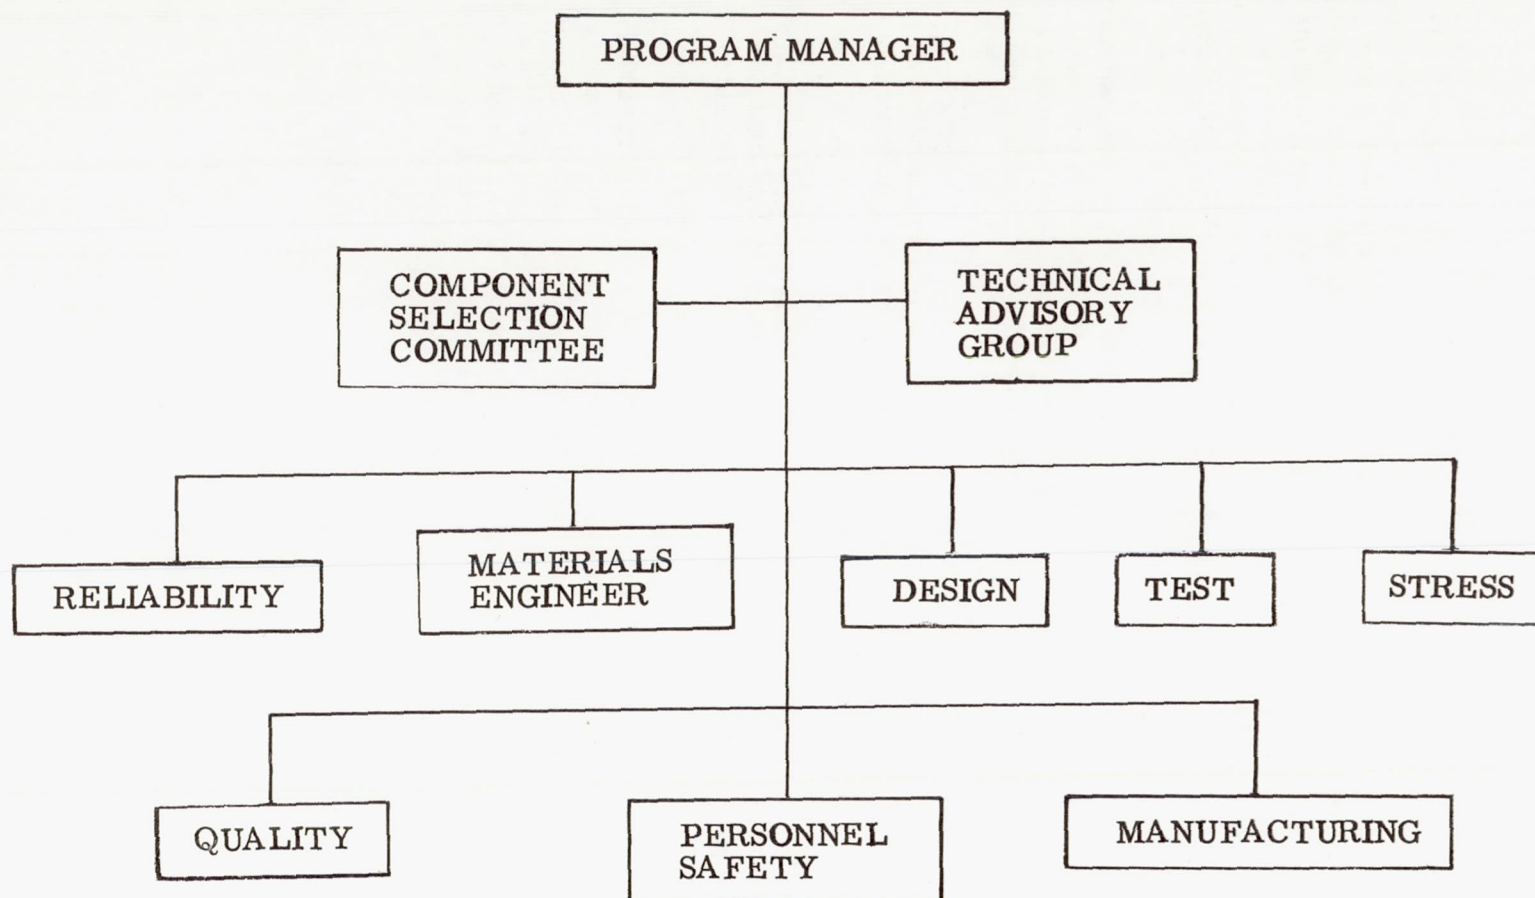 PROGRAM MANAGER
COMPONENT
SELECTION
COMMITTEE
TECHNICAL
ADVISORY
GROUP
RELIABILITY
MATERIALS
ENGINEER
DESIGN
TEST
STRESS
QUALITY
PERSONNEL
SAFETY
MANUFACTURING